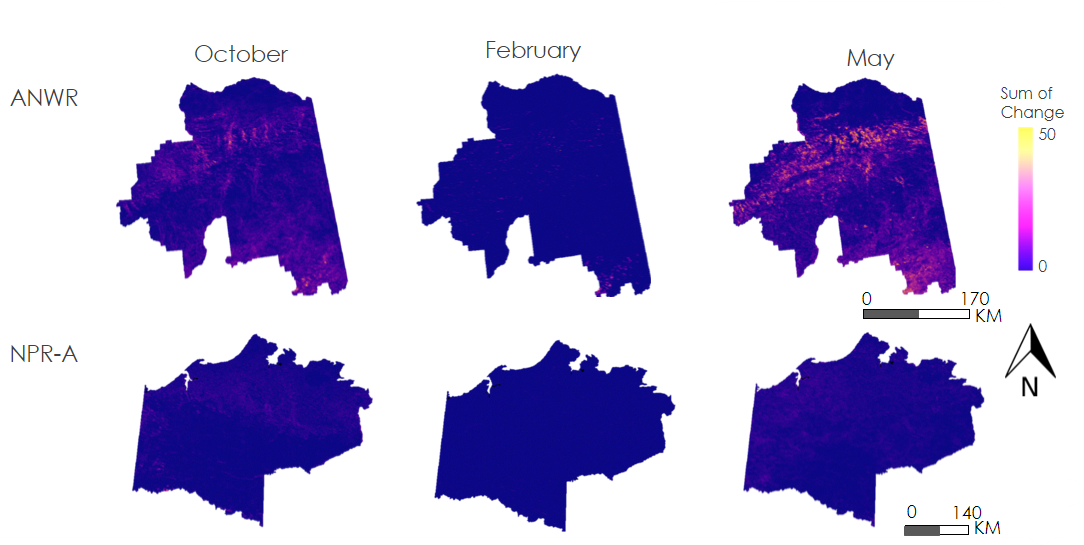 October
February
May
ANWR
Sum of
Change
50
0
0 170
KM
NPR-A
N
0 140
KM